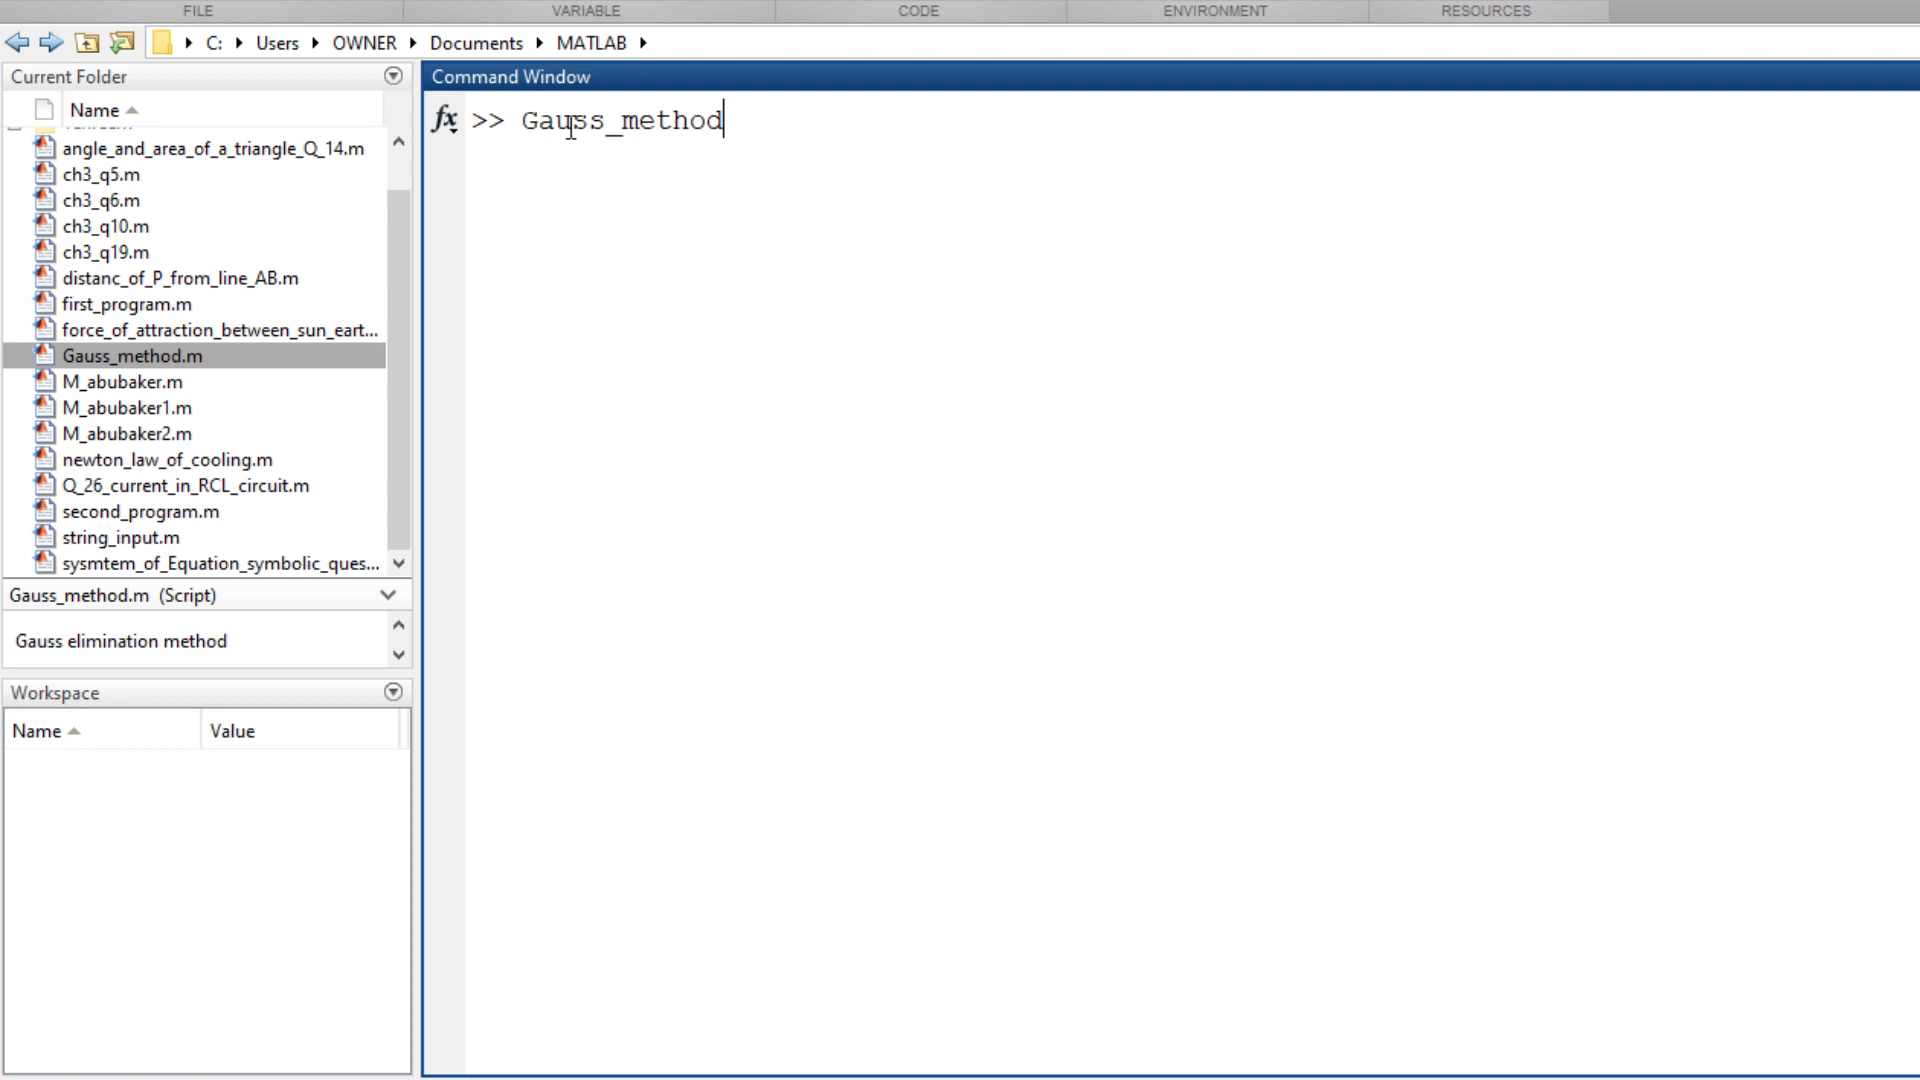 FILE VARIABLE CODE ENVIRONMENT RESOURCES
C: Users OWNER Documents MATLAB
Current Folder
Name
angle_and_area_of_a_triangle_Q_14.m
ch3_q5.m
ch3_q6.m
ch3_q10.m
ch3_q19.m
distanc_of_P_from_line_AB.m
first_program.m
force_of_attraction_between_sun_eart...
Gauss_method.m
M_abubaker.m
M_abubaker1.m
M_abubaker2.m
newton_law_of_cooling.m
Q_26_current_in_RCL_circuit.m
second_program.m
string_input.m
sysmtem_of_Equation_symbolic_ques...
Gauss_method.m (Script)
Gauss elimination method
Workspace
Name Value
Command Window
fx >> Gauss_method